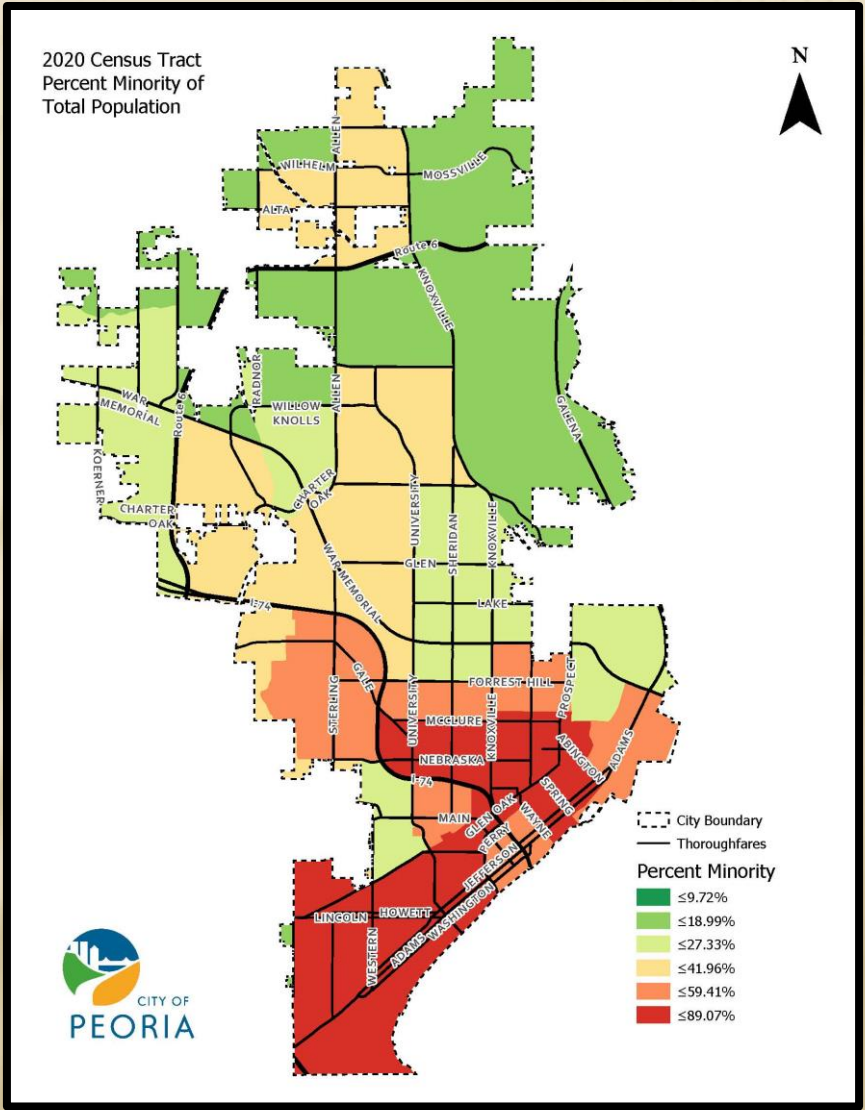 2020 Census Tract
Percent Minority of
Total Population
N
ALLEN
WILHELM
MOSSVILLE
ALTA
Route 6
KNOXVILLE
RADNOR
ALLEN
WAR
MEMORIAL
Route 6
WILLOW
KNOLLS
GALENA
KOERNER
CHARTER
OAK
CHARTER
OAK
UNIVERSITY
SHERIDAN
KNOXVILLE
WAR MEMORIAL
GLEN
LAKE
I-74
GALE
STERLING
UNIVERSITY
FORREST HILL
PROSPECT
KNOXVILLE
MCCLURE
NEBRASKA
ABINGTON
ADAMS
I-74
SPRING
GLEN OAK
WAYNE
MAIN
PERRY
JEFFERSON
WASHINGTON
LINCOLN
HOWETT
WESTERN
ADAMS
City Boundary
Thoroughfares
Percent Minority
≤9.72%
≤18.99%
≤27.33%
≤41.96%
≤59.41%
≤89.07%
CITY OF
PEORIA